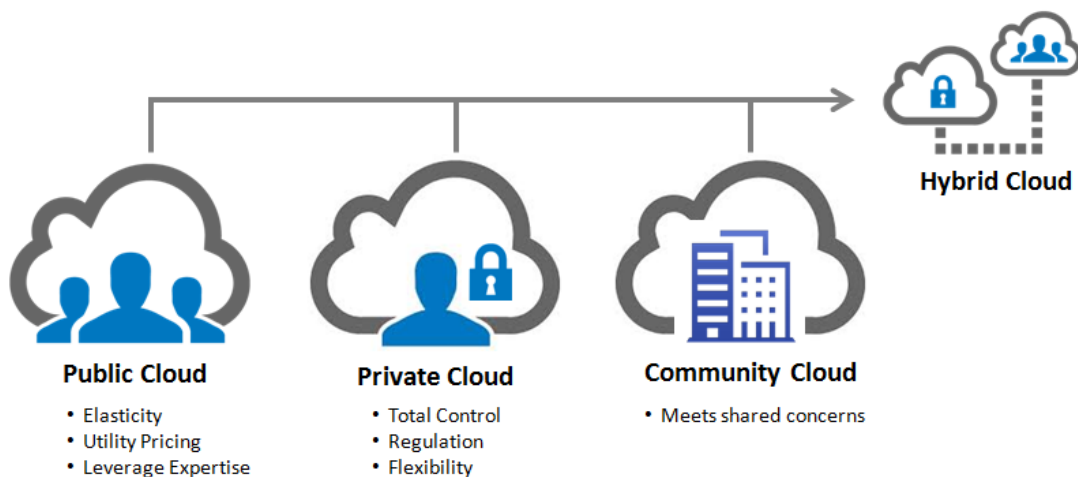 Hybrid Cloud
Public Cloud
• Elasticity
• Utility Pricing
• Leverage Expertise
Private Cloud
• Total Control
• Regulation
• Flexibility
Community Cloud
• Meets shared concerns